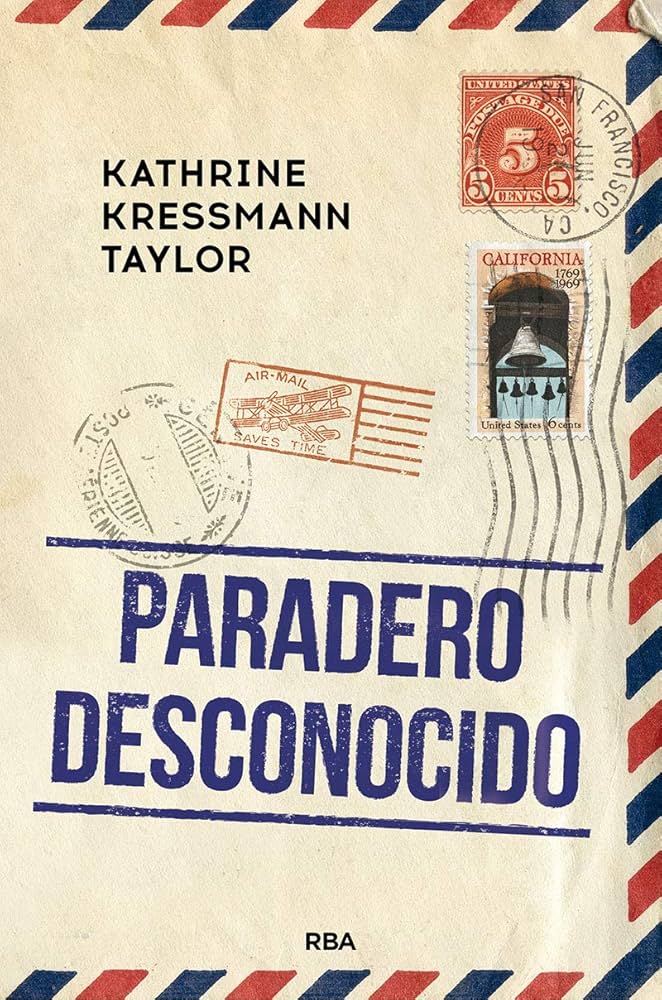 KATHRINE
KRESSMANN
TAYLOR
UNITED STATES
POSTAGE DUE
5
5 CENTS 5
SAN FRANCISCO, CA
JUN
CALIFORNIA
1769
1969
United States 6 cents
AIR-MAIL
SAVES TIME
POST
PARADERO
DESCONOCIDO
RBA